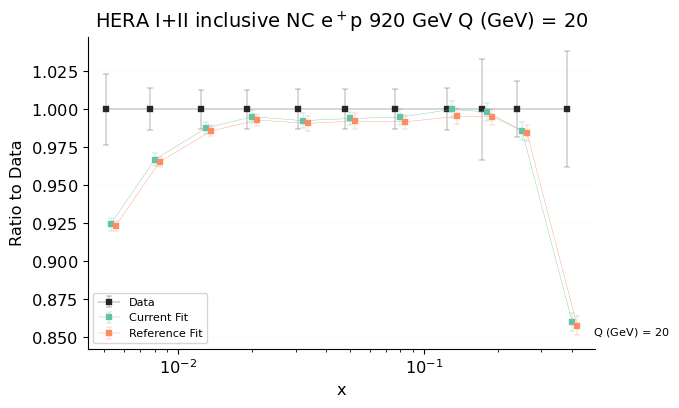 HERA I+II inclusive NC e⁺p 920 GeV Q (GeV) = 20
Ratio to Data
1.025
1.000
0.975
0.950
0.925
0.900
0.875
0.850
Data
Current Fit
Reference Fit
Q (GeV) = 20
10⁻²
10⁻¹
x